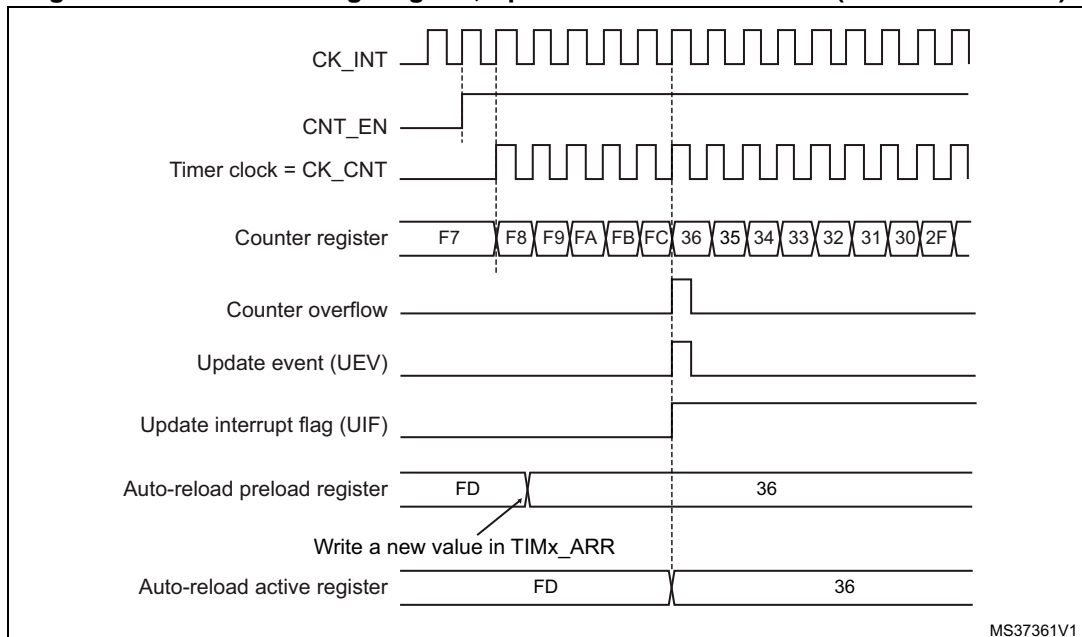 CK_INT
CNT_EN
Timer clock = CK_CNT
Counter register F7 F8 F9 FA FB FC 36 35 34 33 32 31 30 2F
Counter overflow
Update event (UEV)
Update interrupt flag (UIF)
Auto-reload preload register FD 36
Write a new value in TIMx_ARR
Auto-reload active register FD 36
MS37361V1